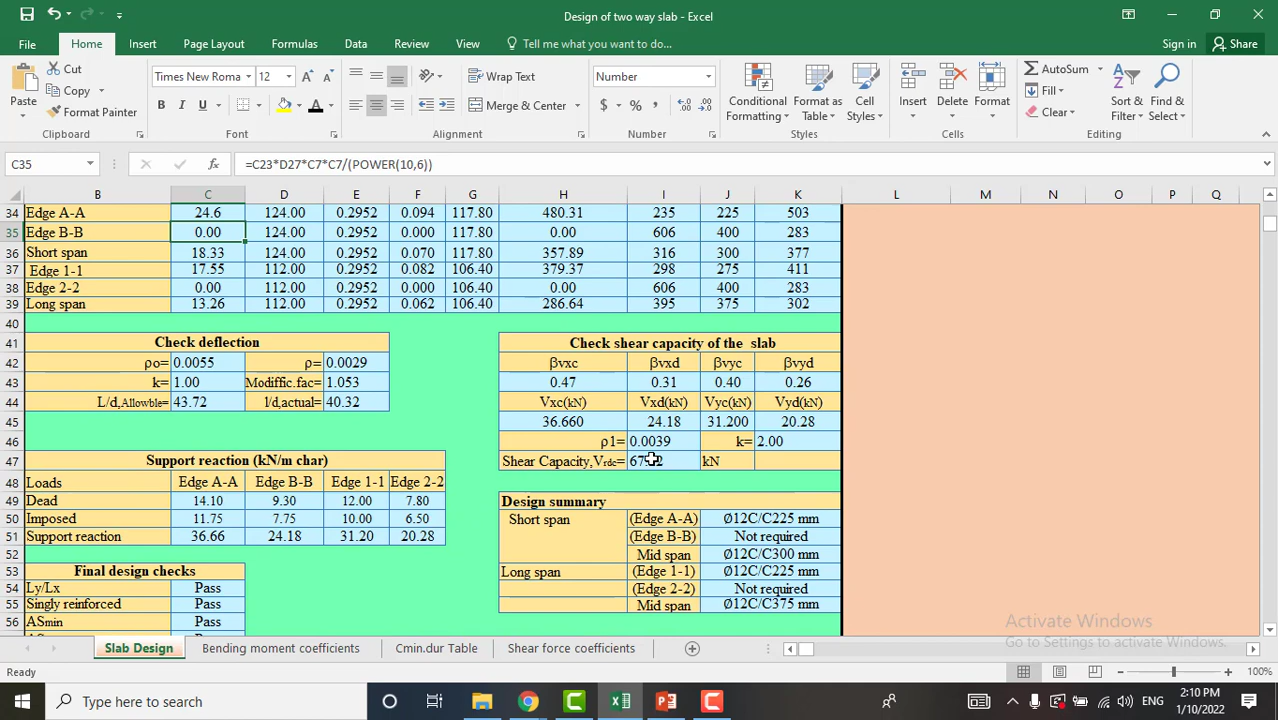 Design of two way slab - Excel
File Home Insert Page Layout Formulas Data Review View Tell me what you want to do... Sign in Share
Cut
Copy
Format Painter
Paste
Times New Roma 12
Wrap Text
Merge & Center
Number
Conditional Formatting
Format as Table
Cell Styles
Insert Delete Format
AutoSum
Fill
Clear
Sort & Filter
Find & Select
Clipboard Font Alignment Number Styles Cells Editing
C35 =C23*D27*C7*C7/(POWER(10,6))
B C D E F G H I J K L M N O P Q
34 Edge A-A 24.6 124.00 0.2952 0.094 117.80 480.31 235 225 503
35 Edge B-B 0.00 124.00 0.2952 0.000 117.80 0.00 606 400 283
36 Short span 18.33 124.00 0.2952 0.070 117.80 357.89 316 300 377
37 Edge 1-1 17.55 112.00 0.2952 0.082 106.40 379.37 298 275 411
38 Edge 2-2 0.00 112.00 0.2952 0.000 106.40 0.00 606 400 283
39 Long span 13.26 112.00 0.2952 0.062 106.40 286.64 395 375 302
40
41 Check deflection Check shear capacity of the slab
42 ρo= 0.0055 ρ= 0.0029 βvxc βvxd βvyc βvyd
43 k= 1.00 Modiffic.fac= 1.053 0.47 0.31 0.40 0.26
44 L/d,Allowble= 43.72 l/d,actual= 40.32 Vxc(kN) Vxd(kN) Vyc(kN) Vyd(kN)
45 36.660 24.18 31.200 20.28
46 ρ1= 0.0039 k= 2.00
47 Support reaction (kN/m char) Shear Capacity,Vrdc= kN
48 Loads Edge A-A Edge B-B Edge 1-1 Edge 2-2
49 Dead 14.10 9.30 12.00 7.80 Design summary
50 Imposed 11.75 7.75 10.00 6.50 Short span (Edge A-A) Ø12C/C225 mm
51 Support reaction 36.66 24.18 31.20 20.28 (Edge B-B) Not required
52 Mid span Ø12C/C300 mm
53 Final design checks Long span (Edge 1-1) Ø12C/C225 mm
54 Ly/Lx Pass (Edge 2-2) Not required
55 Singly reinforced Pass Mid span Ø12C/C375 mm
56 ASmin Pass
Activate Windows
Go to Settings to activate Windows.
Slab Design Bending moment coefficients Cmin.dur Table Shear force coefficients
Ready 100%
Type here to search
ENG
2:10 PM
1/10/2022